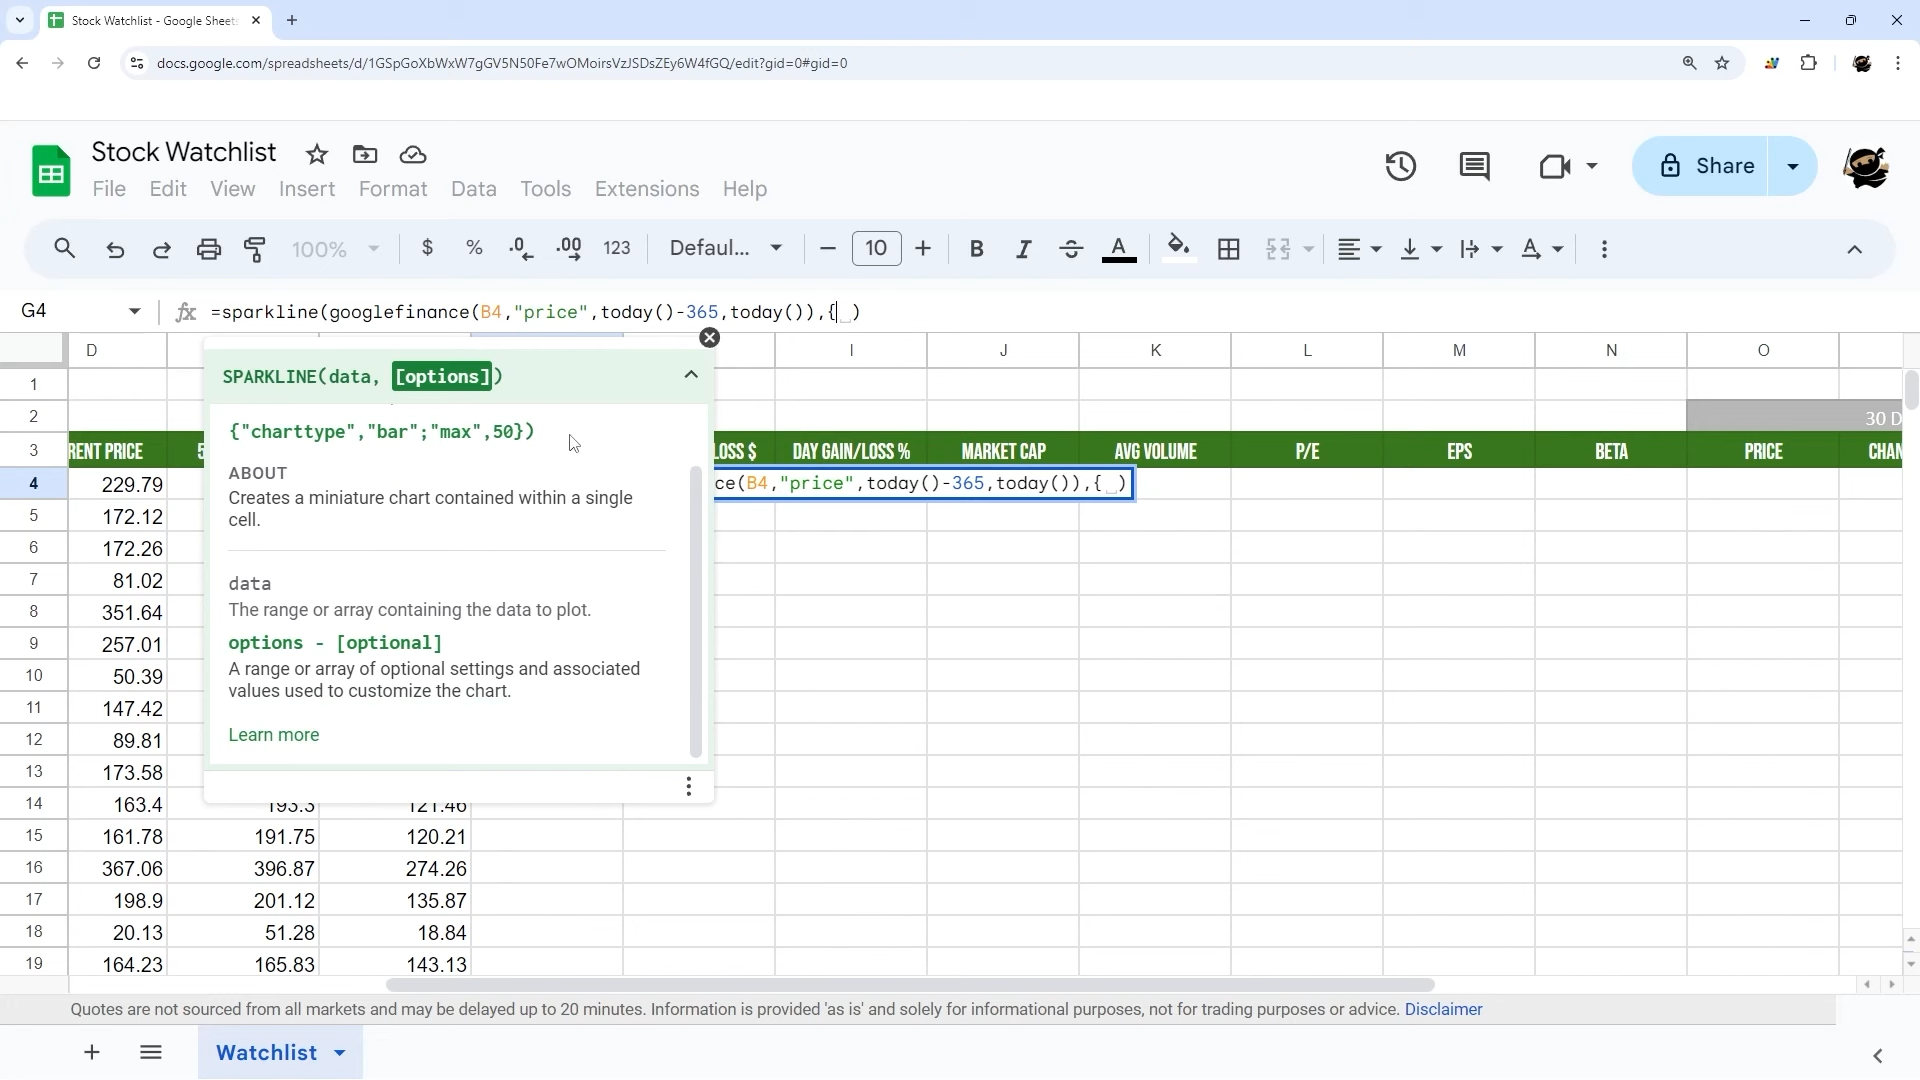 Stock Watchlist - Google Sheets
docs.google.com/spreadsheets/d/1GSpGoXbWxW7gGV5N50Fe7wOMoirsVzJSDsZEy6W4fGQ/edit?gid=0#gid=0
Stock Watchlist
File Edit View Insert Format Data Tools Extensions Help
Share
100% $ % .0 .00 123 Defaul... 10 B I A
G4 fx =sparkline(googlefinance(B4,"price",today()-365,today()),{ )
D I J K L M N O
SPARKLINE(data, [options])
{"charttype","bar";"max",50})
ABOUT
Creates a miniature chart contained within a single
cell.
data
The range or array containing the data to plot.
options - [optional]
A range or array of optional settings and associated
values used to customize the chart.
Learn more
1
2 30 D
3 RENT PRICE 5 LOSS $ DAY GAIN/LOSS % MARKET CAP AVG VOLUME P/E EPS BETA PRICE CHAN
4 229.79 ce(B4,"price",today()-365,today()),{ )
5 172.12
6 172.26
7 81.02
8 351.64
9 257.01
10 50.39
11 147.42
12 89.81
13 173.58
14 163.4 193.3 121.46
15 161.78 191.75 120.21
16 367.06 396.87 274.26
17 198.9 201.12 135.87
18 20.13 51.28 18.84
19 164.23 165.83 143.13
Quotes are not sourced from all markets and may be delayed up to 20 minutes. Information is provided 'as is' and solely for informational purposes, not for trading purposes or advice. Disclaimer
Watchlist